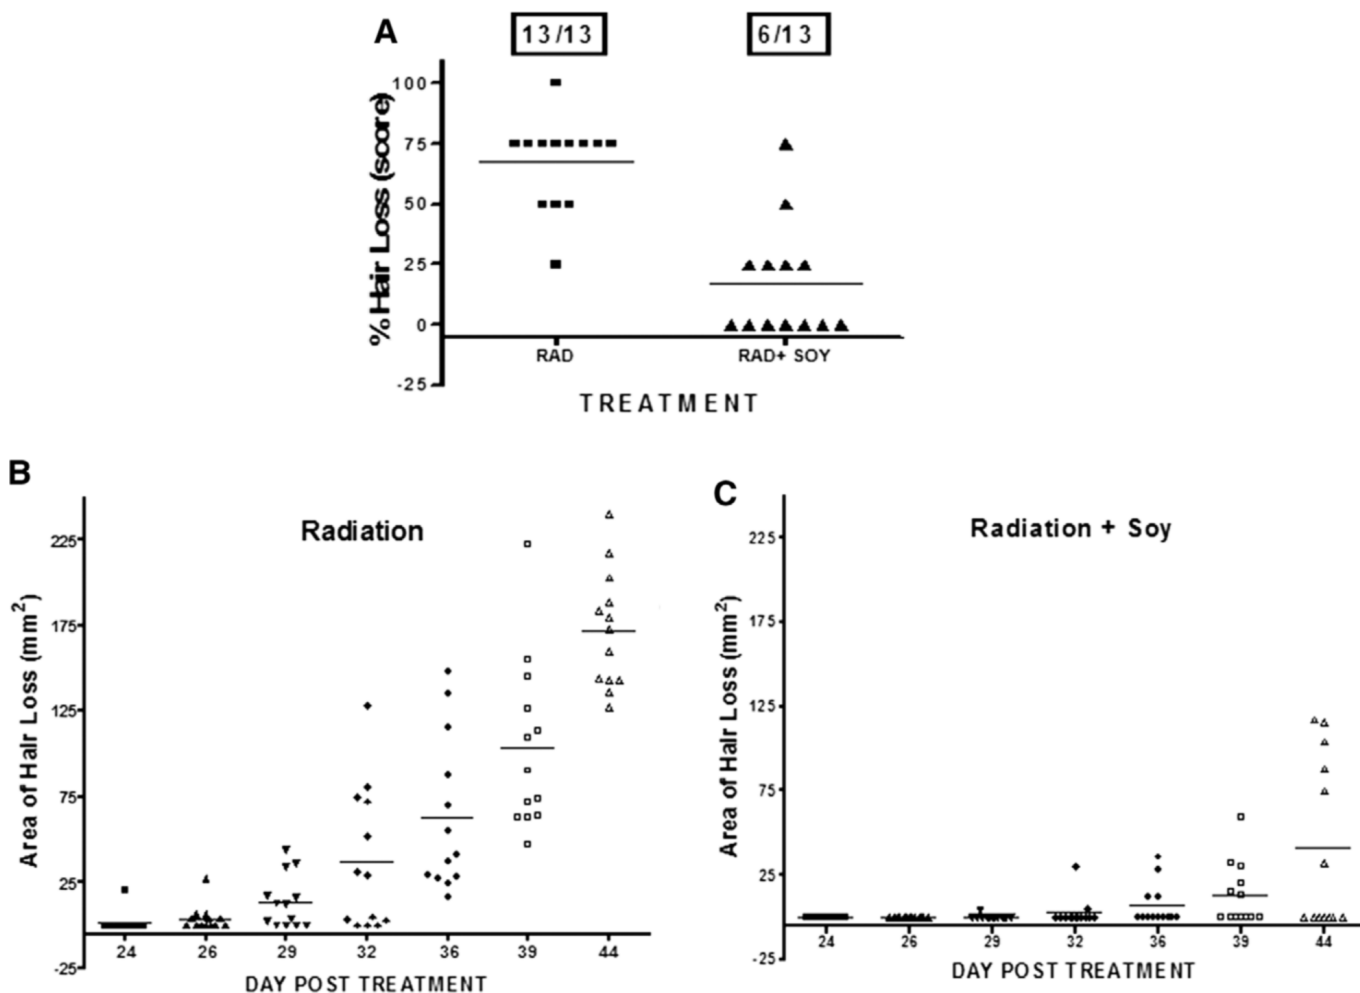 A
13/13 6/13
% Hair Loss (score)
100
75
50
25
0
-25
RAD RAD+ SOY
TREATMENT
B
Radiation
Area of Hair Loss (mm²)
225
175
125
75
25
-25
24 26 29 32 36 39 44
DAY POST TREATMENT
C
Radiation + Soy
Area of Hair Loss (mm²)
225
175
125
75
25
-25
24 26 29 32 36 39 44
DAY POST TREATMENT